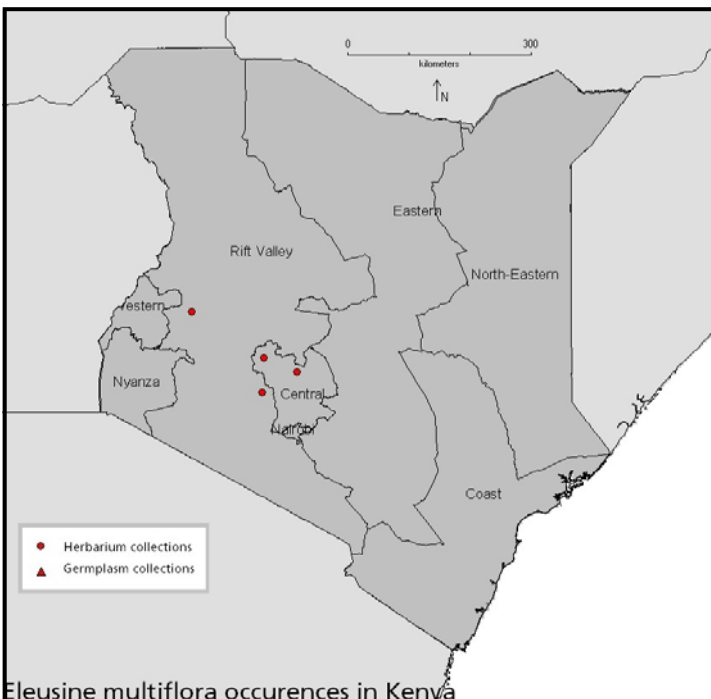 0 300
kilometers
N
Eastern
Rift Valley
North-Eastern
estern
Nyanza
Central
Nairobi
Coast
Herbarium collections
Germplasm collections
Eleusine multiflora occurences in Kenya